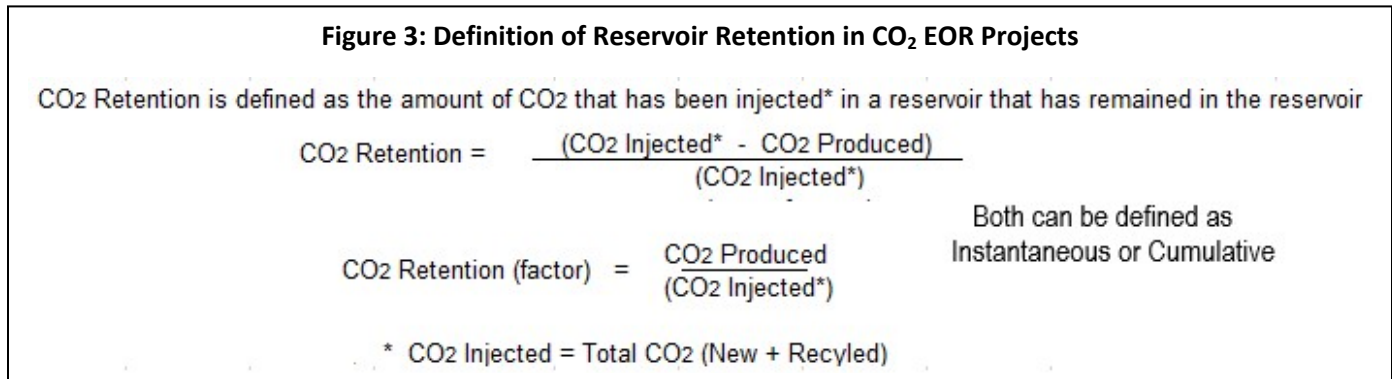 Figure 3: Definition of Reservoir Retention in CO₂ EOR Projects
CO2 Retention is defined as the amount of CO2 that has been injected* in a reservoir that has remained in the reservoir
CO2 Retention = (CO2 Injected* - CO2 Produced)
(CO2 Injected*)
Both can be defined as
Instantaneous or Cumulative
CO2 Retention (factor) = CO2 Produced
(CO2 Injected*)
* CO2 Injected = Total CO2 (New + Recyled)